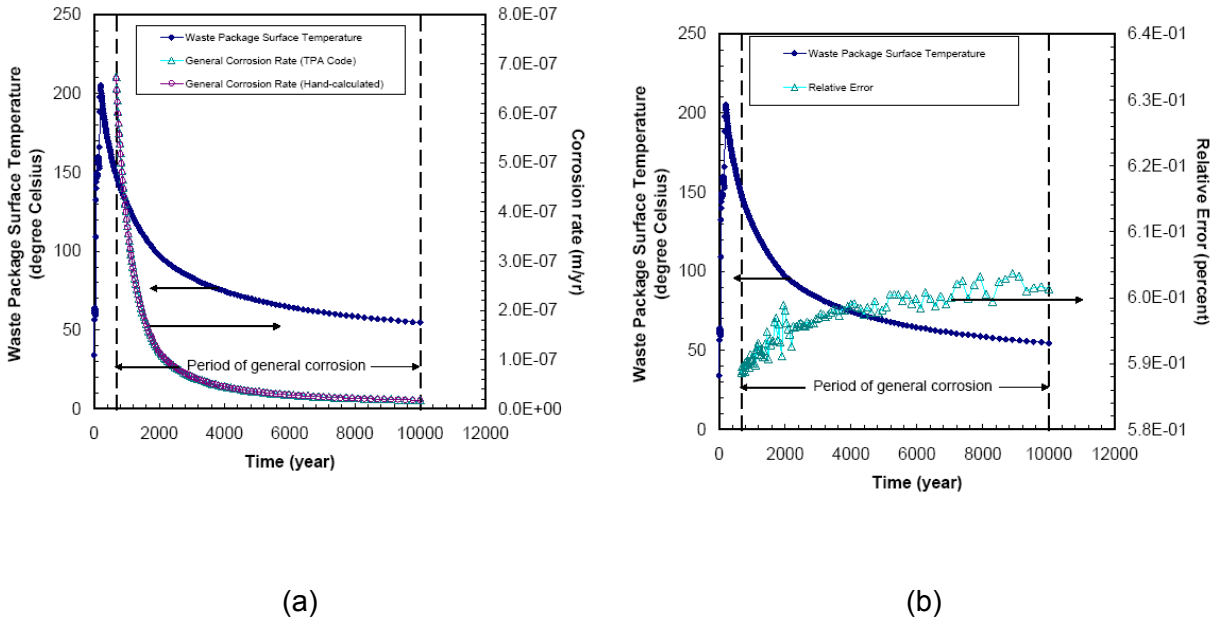 250
200
150
100
50
0
Waste Package Surface Temperature
(degree Celsius)
8.0E-07
7.0E-07
6.0E-07
5.0E-07
4.0E-07
3.0E-07
2.0E-07
1.0E-07
0.0E+00
Corrosion rate (m/yr)
Waste Package Surface Temperature
General Corrosion Rate (TPA Code)
General Corrosion Rate (Hand-calculated)
Period of general corrosion
0 2000 4000 6000 8000 10000 12000
Time (year)
(a)
250
200
150
100
50
0
Waste Package Surface Temperature
(degree Celsius)
6.4E-01
6.3E-01
6.2E-01
6.1E-01
6.0E-01
5.9E-01
5.8E-01
Relative Error (percent)
Waste Package Surface Temperature
Relative Error
Period of general corrosion
0 2000 4000 6000 8000 10000 12000
Time (year)
(b)